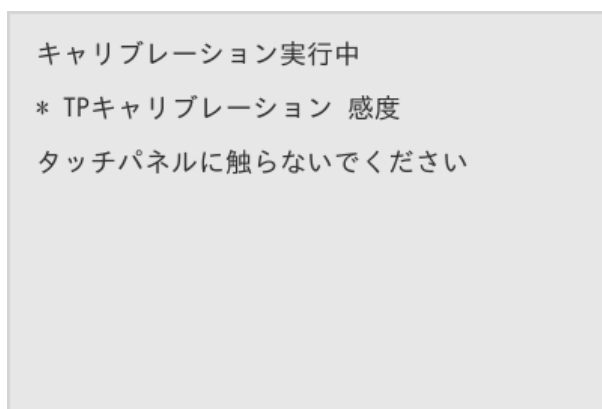 キャリブレーション実行中
* TPキャリブレーション 感度
タッチパネルに触らないでください